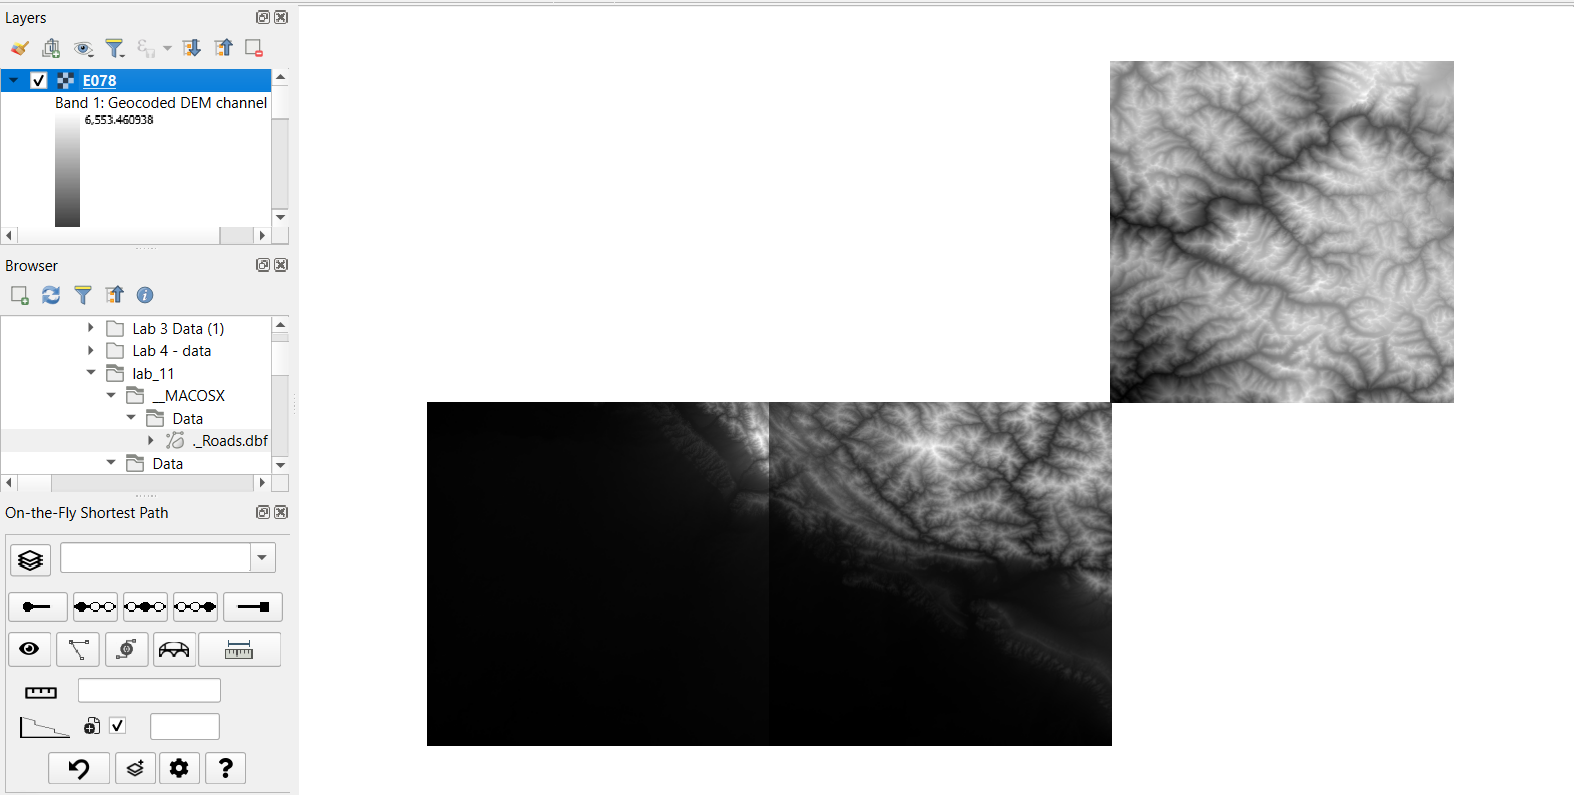 Layers
E078
Band 1: Geocoded DEM channel
6,553.460938
Browser
Lab 3 Data (1)
Lab 4 - data
lab_11
__MACOSX
Data
._Roads.dbf
Data
On-the-Fly Shortest Path